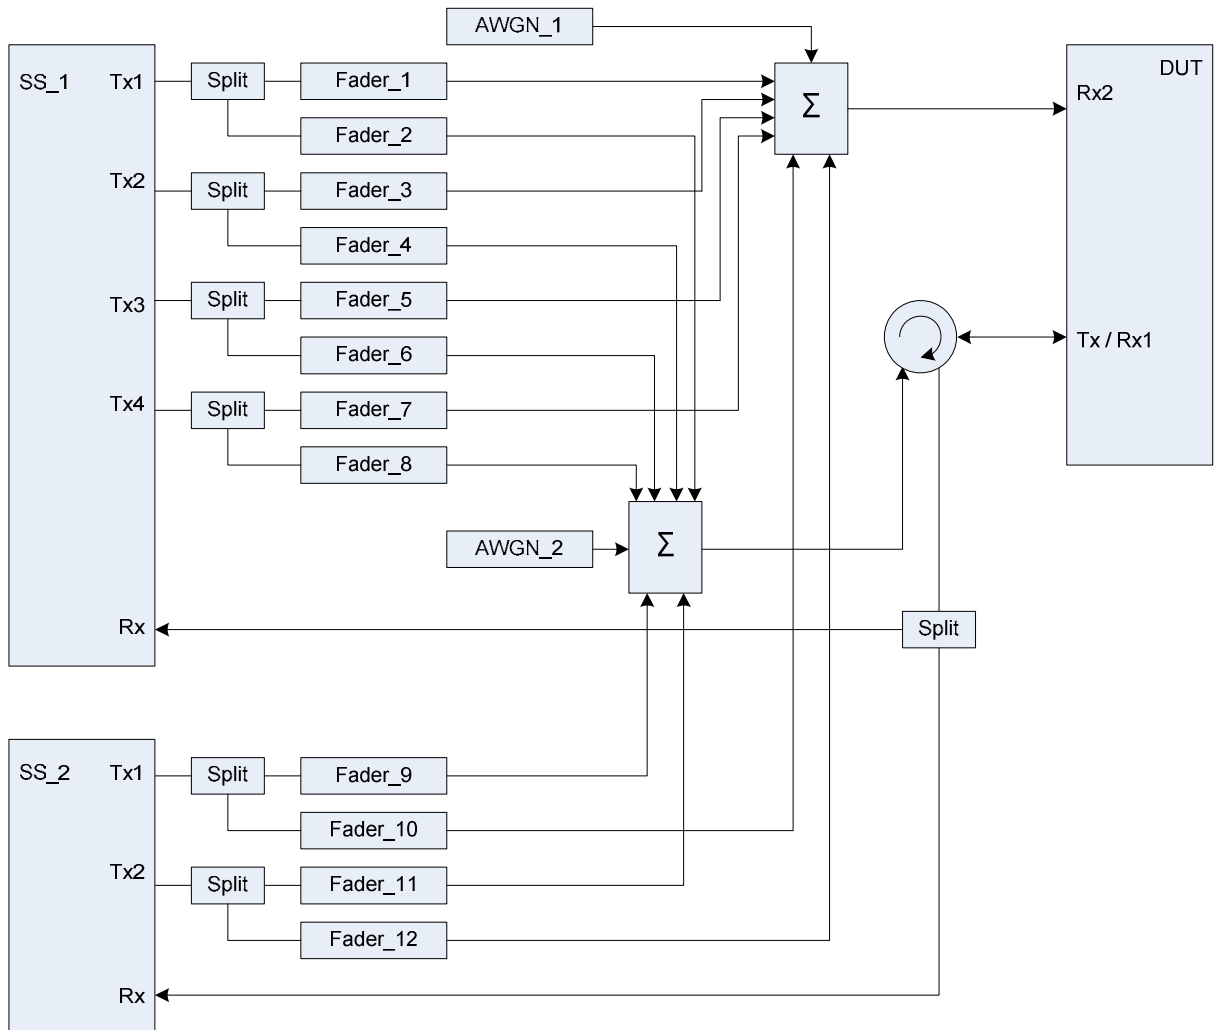 AWGN_1
SS_1
Tx1
Split
Fader_1
Σ
DUT
Rx2
Fader_2
Tx2
Split
Fader_3
Fader_4
Tx3
Split
Fader_5
Fader_6
Tx / Rx1
Tx4
Split
Fader_7
Fader_8
AWGN_2
Σ
Rx
Split
SS_2
Tx1
Split
Fader_9
Fader_10
Tx2
Split
Fader_11
Fader_12
Rx